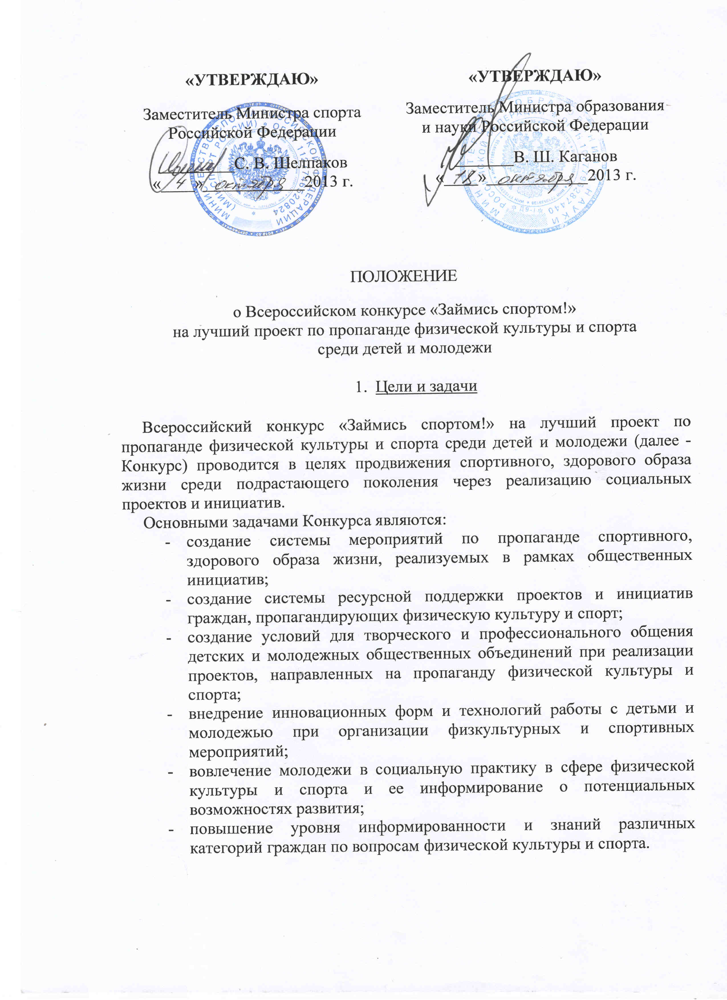 «УТВЕРЖДАЮ»
Заместитель Министра спорта
Российской Федерации
С. В. Шелпаков
« 4 » октября 2013 г.
«УТВЕРЖДАЮ»
Заместитель Министра образования
и науки Российской Федерации
В. Ш. Каганов
« 18 » октября 2013 г.
ПОЛОЖЕНИЕ
о Всероссийском конкурсе «Займись спортом!»
на лучший проект по пропаганде физической культуры и спорта
среди детей и молодежи
1. Цели и задачи
Всероссийский конкурс «Займись спортом!» на лучший проект по
пропаганде физической культуры и спорта среди детей и молодежи (далее -
Конкурс) проводится в целях продвижения спортивного, здорового образа
жизни среди подрастающего поколения через реализацию социальных
проектов и инициатив.
Основными задачами Конкурса являются:
- создание системы мероприятий по пропаганде спортивного,
здорового образа жизни, реализуемых в рамках общественных
инициатив;
- создание системы ресурсной поддержки проектов и инициатив
граждан, пропагандирующих физическую культуру и спорт;
- создание условий для творческого и профессионального общения
детских и молодежных общественных объединений при реализации
проектов, направленных на пропаганду физической культуры и
спорта;
- внедрение инновационных форм и технологий работы с детьми и
молодежью при организации физкультурных и спортивных
мероприятий;
- вовлечение молодежи в социальную практику в сфере физической
культуры и спорта и ее информирование о потенциальных
возможностях развития;
- повышение уровня информированности и знаний различных
категорий граждан по вопросам физической культуры и спорта.